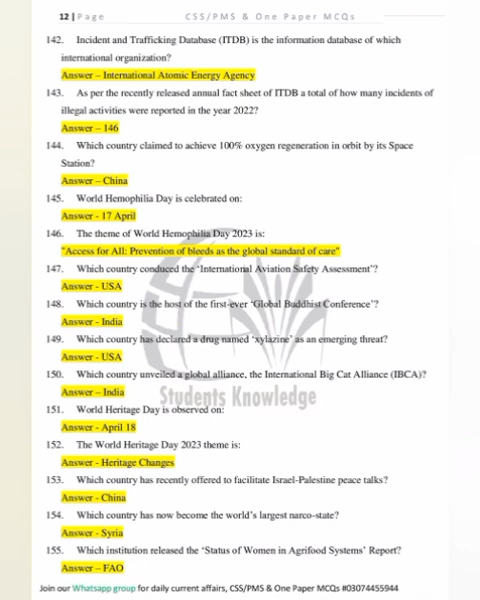 12 | Page CSS/PMS & One Paper MCQs
142. Incident and Trafficking Database (ITDB) is the information database of which
international organization?
Answer – International Atomic Energy Agency
143. As per the recently released annual fact sheet of ITDB a total of how many incidents of
illegal activities were reported in the year 2022?
Answer – 146
144. Which country claimed to achieve 100% oxygen regeneration in orbit by its Space
Station?
Answer – China
145. World Hemophilia Day is celebrated on:
Answer - 17 April
146. The theme of World Hemophilia Day 2023 is:
"Access for All: Prevention of bleeds as the global standard of care"
147. Which country conduced the 'International Aviation Safety Assessment'?
Answer - USA
148. Which country is the host of the first-ever 'Global Buddhist Conference'?
Answer - India
149. Which country has declared a drug named 'xylazine' as an emerging threat?
Answer - USA
150. Which country unveiled a global alliance, the International Big Cat Alliance (IBCA)?
Answer – India
Students Knowledge
151. World Heritage Day is observed on:
Answer - April 18
152. The World Heritage Day 2023 theme is:
Answer - Heritage Changes
153. Which country has recently offered to facilitate Israel-Palestine peace talks?
Answer - China
154. Which country has now become the world's largest narco-state?
Answer - Syria
155. Which institution released the 'Status of Women in Agrifood Systems' Report?
Answer – FAO
Join our Whatsapp group for daily current affairs, CSS/PMS & One Paper MCQs #03074455944